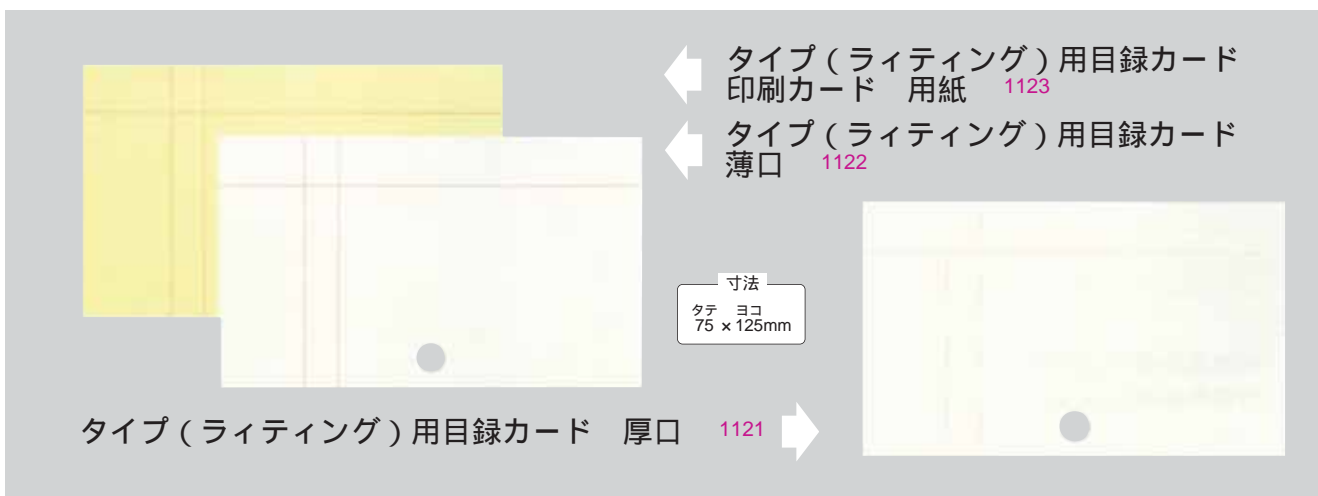 タイプ（ラィティング）用目録カード
印刷カード　用紙　1123
タイプ（ラィティング）用目録カード
薄口　1122
寸法
タテ　ヨコ
75 × 125mm
タイプ（ラィティング）用目録カード　厚口　1121